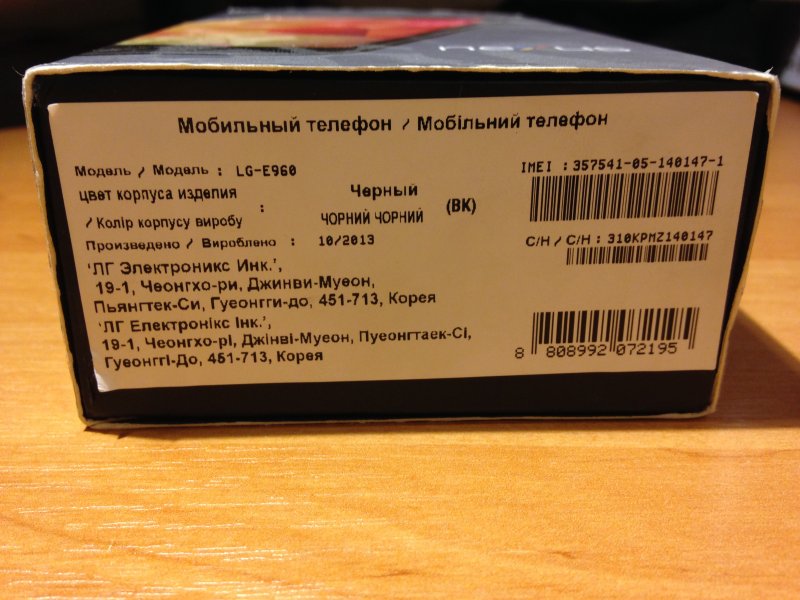 nexus
Мобильный телефон / Мобільний телефон
Модель / Модель : LG-E960
цвет корпуса изделия
/ Колір корпусу виробу
:
Черный
ЧОРНИЙ ЧОРНИЙ
(BK)
Произведено / Вироблено : 10/2013
'ЛГ Электроникс Инк.',
19-1, Чеонгхо-ри, Джинви-Муеон,
Пьянгтек-Си, Гуеонгги-до, 451-713, Корея
'ЛГ Електронікс Інк.',
19-1, Чеонгхо-рі, Джінві-Муеон, Пуеонгтаек-Сі,
Гуеонггі-До, 451-713, Корея
IMEI : 357541-05-140147-1
С/Н / С/Н : 310KPMZ140147
8 808992 072195